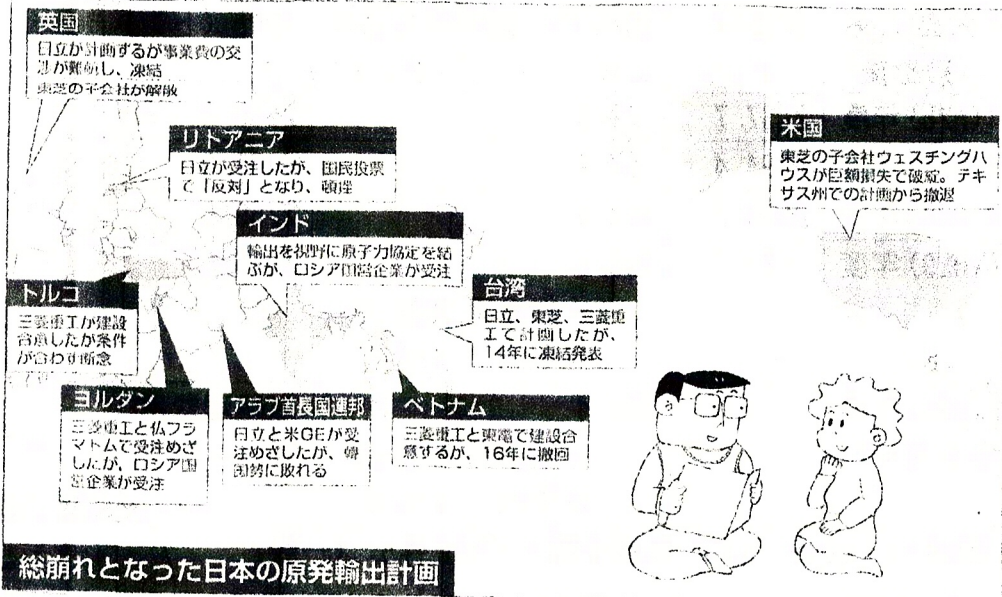 英国
日立が計画するが事業費の交
渉が難航し、凍結
東芝の子会社が解散
リトアニア
日立が受注したが、国民投票
で「反対」となり、頓挫
インド
輸出を視野に原子力協定を結
ぶが、ロシア国営企業が受注
米国
東芝の子会社ウェスチングハ
ウスが巨額損失で破綻。テキ
サス州での計画から撤退
トルコ
三菱重工が建設
合意したが条件
が合わず断念
台湾
日立、東芝、三菱重
工で計画したが、
14年に凍結発表
ヨルダン
三菱重工と仏フラ
マトムで受注めざ
したが、ロシア国
営企業が受注
アラブ首長国連邦
日立と米GEが受
注めざしたが、韓
国勢に敗れる
ベトナム
三菱重工と東電で建設合
意するが、16年に撤回
総崩れとなった日本の原発輸出計画